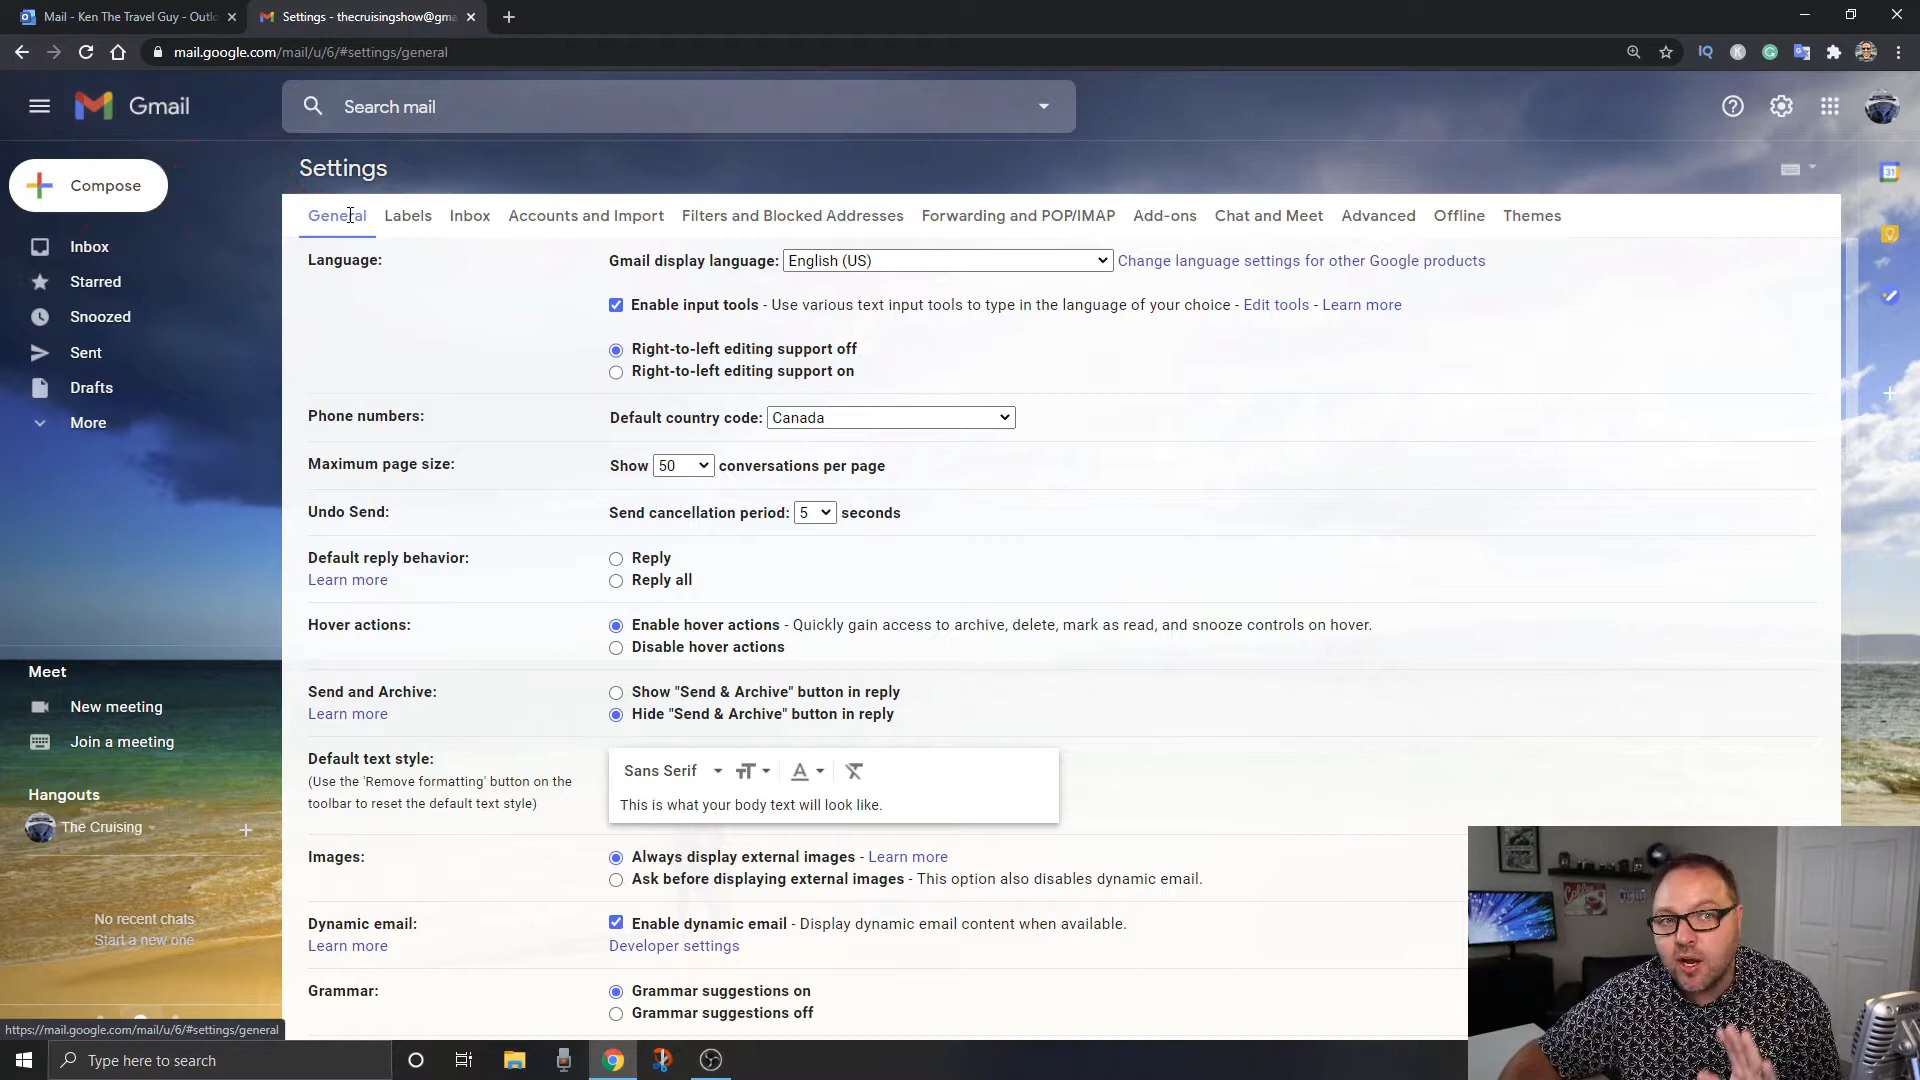 Mail - Ken The Travel Guy - Outlo
Settings - thecruisingshow@gma
mail.google.com/mail/u/6/#settings/general
IQ
K
Gmail
Search mail
Compose
Inbox
Starred
Snoozed
Sent
Drafts
More
Meet
New meeting
Join a meeting
Hangouts
The Cruising
No recent chats
Start a new one
Settings
31
General Labels Inbox Accounts and Import Filters and Blocked Addresses Forwarding and POP/IMAP Add-ons Chat and Meet Advanced Offline Themes
Language:
Gmail display language: English (US) Change language settings for other Google products
Enable input tools - Use various text input tools to type in the language of your choice - Edit tools - Learn more
Right-to-left editing support off
Right-to-left editing support on
Phone numbers:
Default country code: Canada
Maximum page size:
Show 50 conversations per page
Undo Send:
Send cancellation period: 5 seconds
Default reply behavior:
Learn more
Reply
Reply all
Hover actions:
Enable hover actions - Quickly gain access to archive, delete, mark as read, and snooze controls on hover.
Disable hover actions
Send and Archive:
Learn more
Show "Send & Archive" button in reply
Hide "Send & Archive" button in reply
Default text style:
(Use the 'Remove formatting' button on the
toolbar to reset the default text style)
Sans Serif
This is what your body text will look like.
Images:
Always display external images - Learn more
Ask before displaying external images - This option also disables dynamic email.
Dynamic email:
Learn more
Enable dynamic email - Display dynamic email content when available.
Developer settings
Grammar:
Grammar suggestions on
Grammar suggestions off
https://mail.google.com/mail/u/6/#settings/general
Type here to search